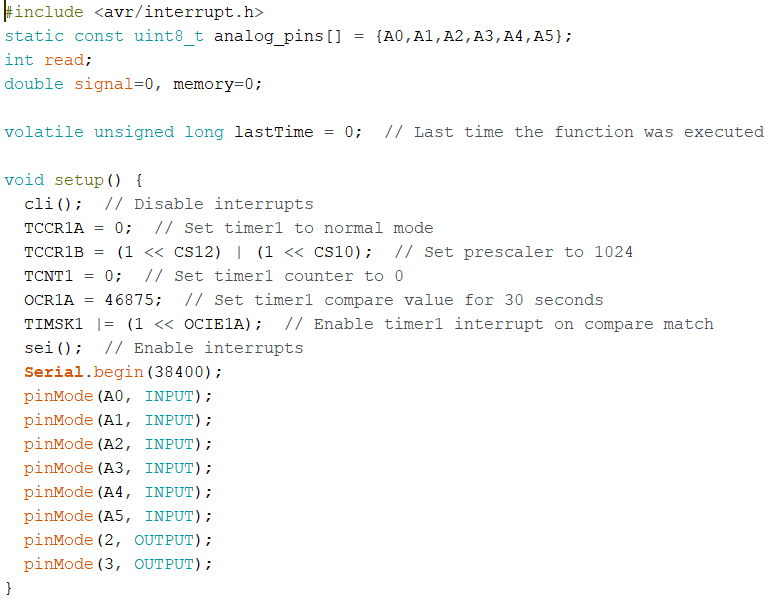 #include <avr/interrupt.h>
static const uint8_t analog_pins[] = {A0,A1,A2,A3,A4,A5};
int read;
double signal=0, memory=0;
volatile unsigned long lastTime = 0;  // Last time the function was executed
void setup() {
  cli();  // Disable interrupts
  TCCR1A = 0;  // Set timer1 to normal mode
  TCCR1B = (1 << CS12) | (1 << CS10);  // Set prescaler to 1024
  TCNT1 = 0;  // Set timer1 counter to 0
  OCR1A = 46875;  // Set timer1 compare value for 30 seconds
  TIMSK1 |= (1 << OCIE1A);  // Enable timer1 interrupt on compare match
  sei();  // Enable interrupts
  Serial.begin(38400);
  pinMode(A0, INPUT);
  pinMode(A1, INPUT);
  pinMode(A2, INPUT);
  pinMode(A3, INPUT);
  pinMode(A4, INPUT);
  pinMode(A5, INPUT);
  pinMode(2, OUTPUT);
  pinMode(3, OUTPUT);
}